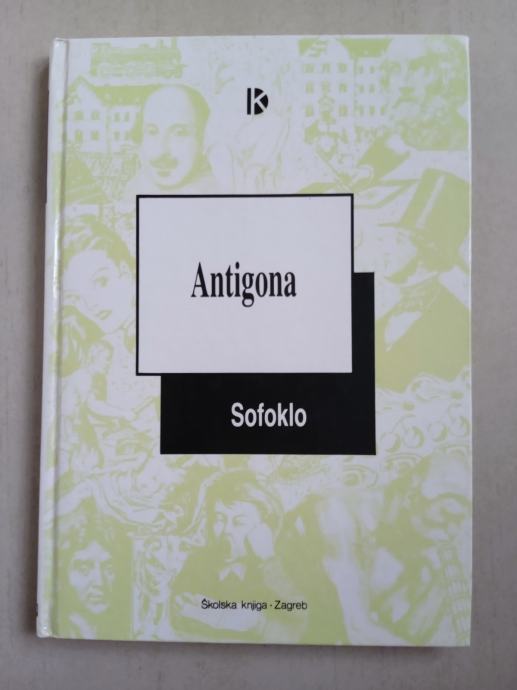 Antigona
Sofoklo
Školska knjiga · Zagreb